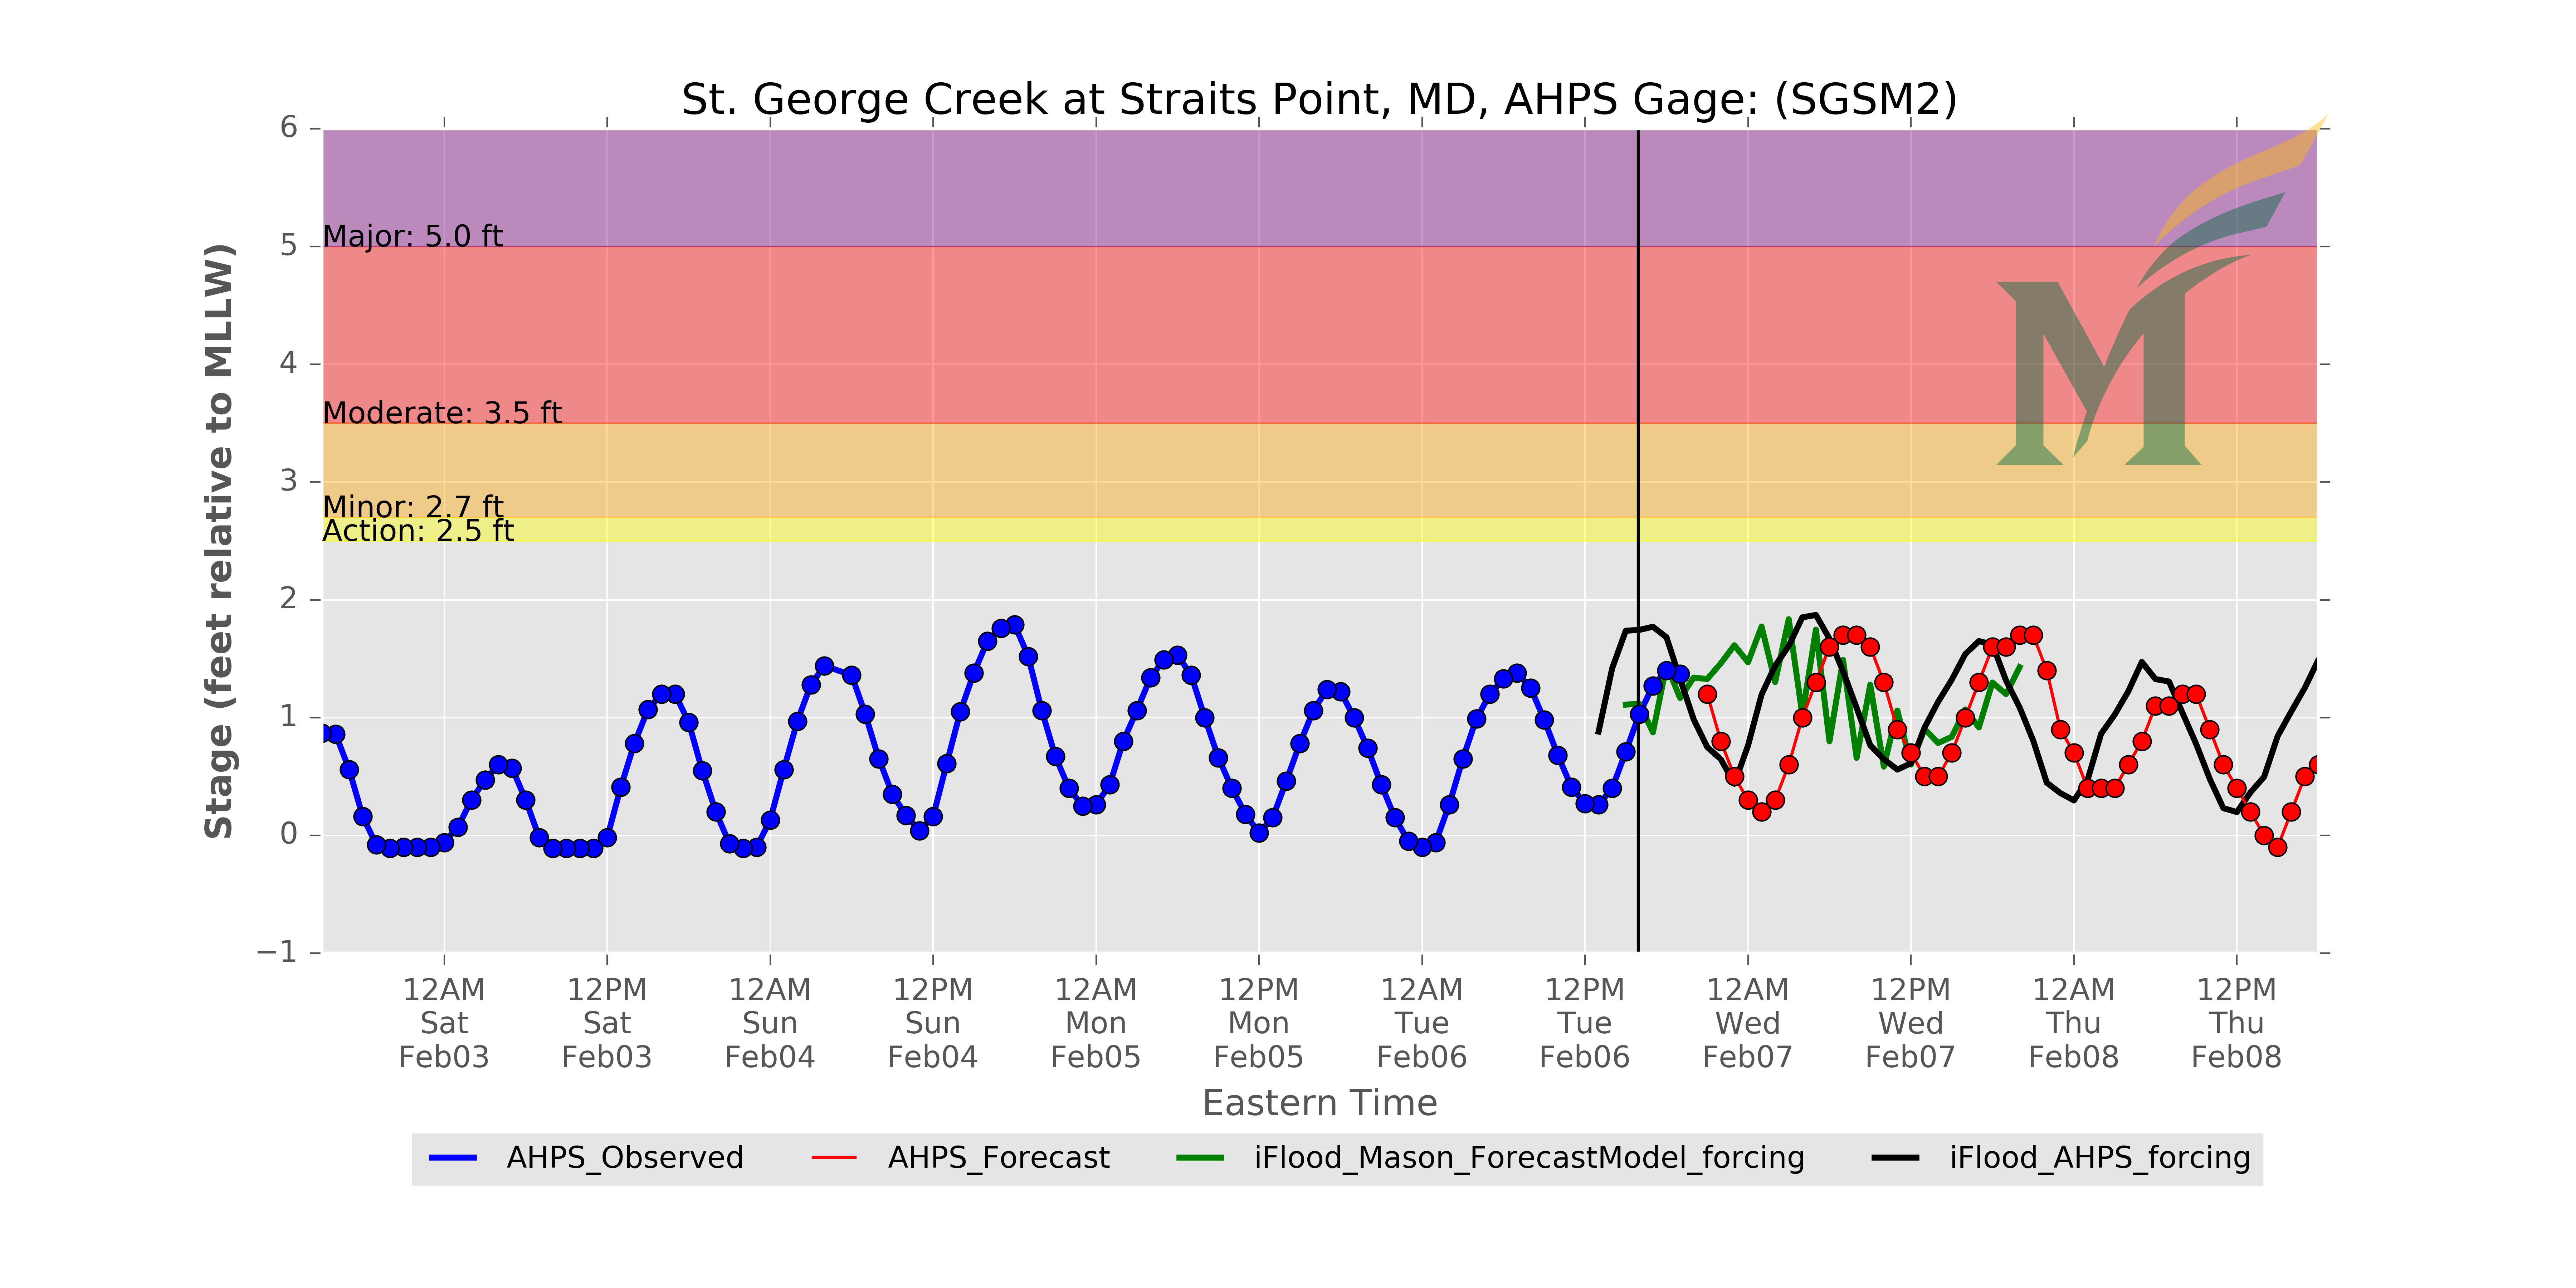 St. George Creek at Straits Point, MD, AHPS Gage: (SGSM2)
6
5
4
3
2
1
0
−1
Stage (feet relative to MLLW)
Major: 5.0 ft
Moderate: 3.5 ft
Minor: 2.7 ft
Action: 2.5 ft
M
12AM 12PM 12AM 12PM 12AM 12PM 12AM 12PM 12AM 12PM 12AM 12PM
Sat Sat Sun Sun Mon Mon Tue Tue Wed Wed Thu Thu
Feb03 Feb03 Feb04 Feb04 Feb05 Feb05 Feb06 Feb06 Feb07 Feb07 Feb08 Feb08
Eastern Time
AHPS_Observed AHPS_Forecast iFlood_Mason_ForecastModel_forcing iFlood_AHPS_forcing